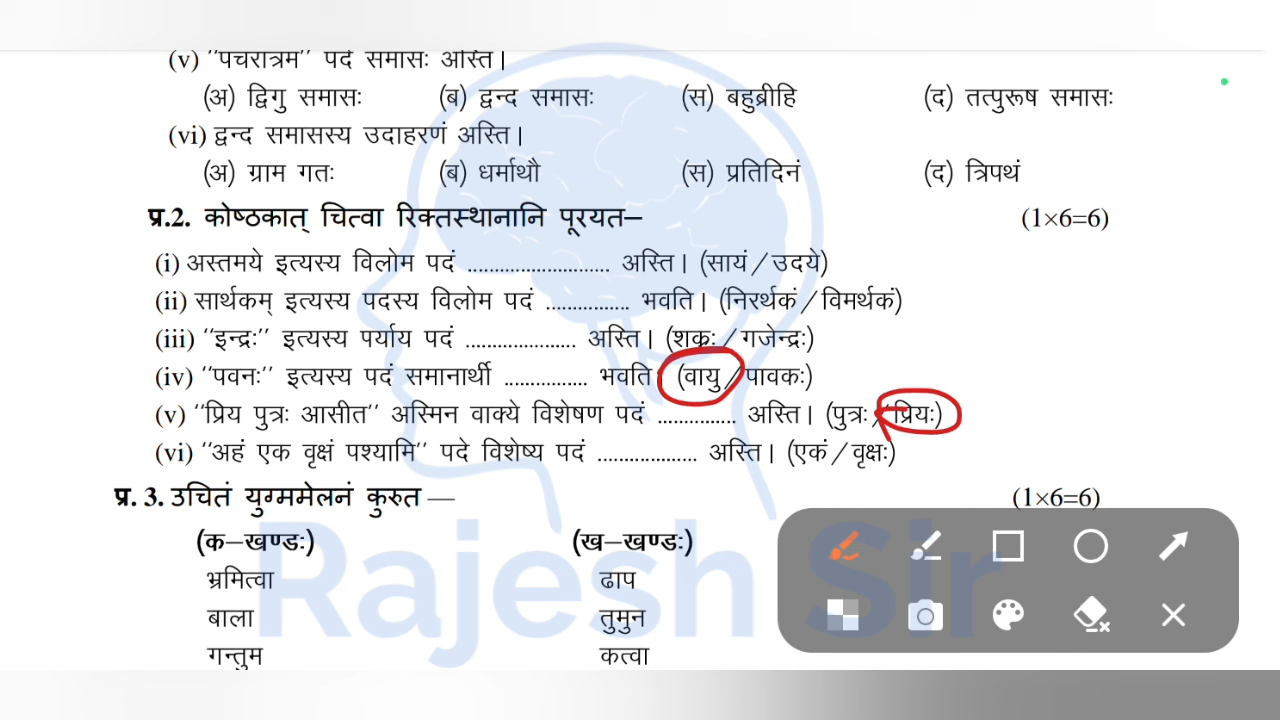 (v) "पचरात्रम" पदे समासः अस्ति।
(अ) द्विगु समासः (ब) द्वन्द समासः (स) बहुब्रीहि (द) तत्पुरूष समासः
(vi) द्वन्द समासस्य उदाहरणं अस्ति।
(अ) ग्राम गतः (ब) धर्मार्थौ (स) प्रतिदिनं (द) त्रिपथं
प्र.2. कोष्ठकात् चित्वा रिक्तस्थानानि पूरयत– (1×6=6)
(i) अस्तमये इत्यस्य विलोम पदं .......................... अस्ति। (सायं/उदये)
(ii) सार्थकम् इत्यस्य पदस्य विलोम पदं ................ भवति। (निरर्थकं/विमर्थकं)
(iii) "इन्द्रः" इत्यस्य पर्याय पदं ..................... अस्ति। (शक्रः/गजेन्द्रः)
(iv) "पवनः" इत्यस्य पदं समानार्थी ................ भवति। (वायु/पावकः)
(v) "प्रिय पुत्रः आसीत" अस्मिन वाक्ये विशेषण पदं ............... अस्ति। (पुत्रः/प्रियः)
(vi) "अहं एक वृक्षं पश्यामि" पदे विशेष्य पदं ................... अस्ति। (एकं/वृक्षः)
प्र. 3. उचितं युग्ममेलनं कुरुत — (1×6=6)
(क–खण्डः) (ख–खण्डः)
भ्रमित्वा ढाप
बाला तुमुन
गन्तुम कत्वा
Rajesh Sir